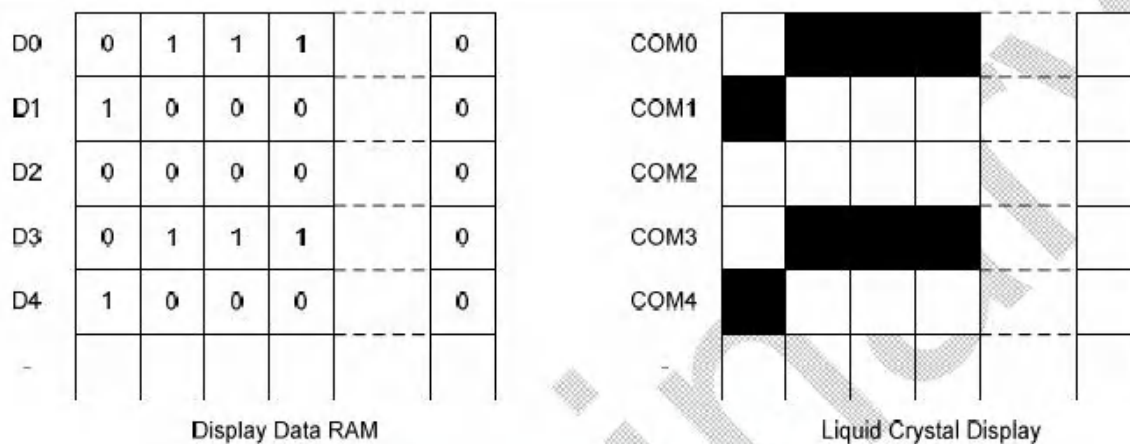 D0 0 1 1 1 0 COM0
D1 1 0 0 0 0 COM1
D2 0 0 0 0 0 COM2
D3 0 1 1 1 0 COM3
D4 1 0 0 0 0 COM4
- -
Display Data RAM Liquid Crystal Display